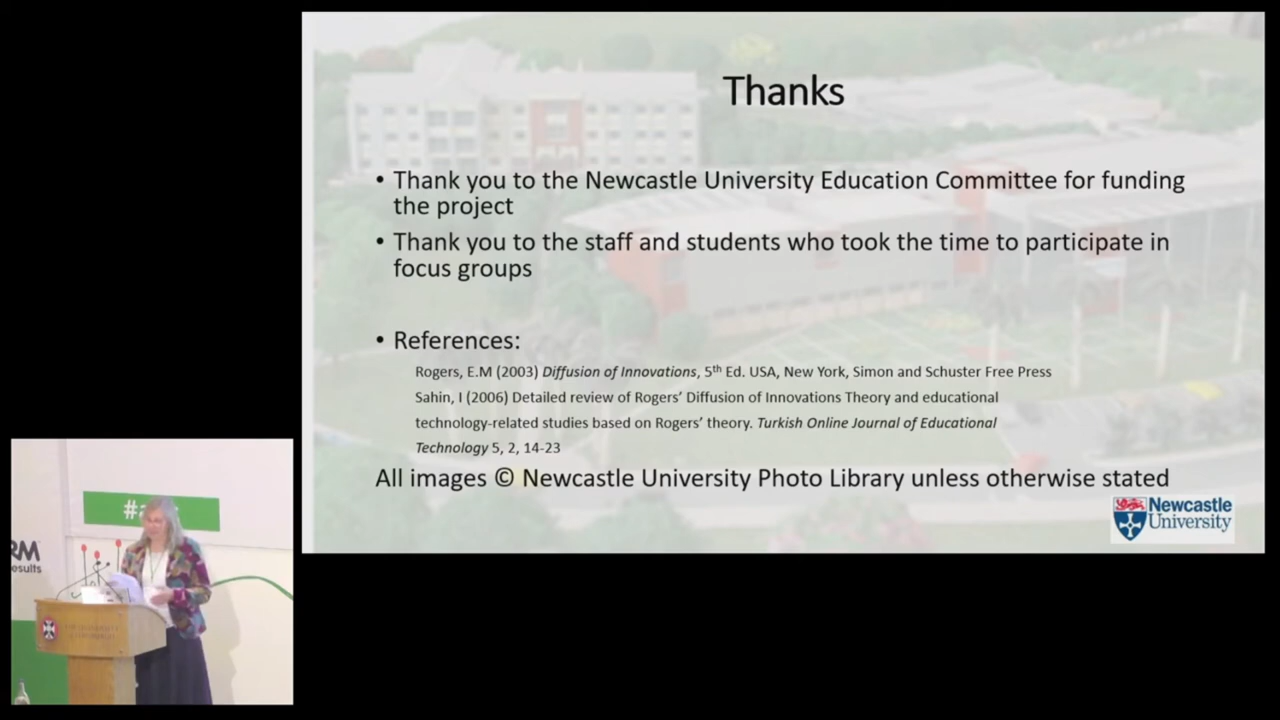 Thanks
• Thank you to the Newcastle University Education Committee for funding
the project
• Thank you to the staff and students who took the time to participate in
focus groups
• References:
Rogers, E.M (2003) Diffusion of Innovations, 5th Ed. USA, New York, Simon and Schuster Free Press
Sahin, I (2006) Detailed review of Rogers’ Diffusion of Innovations Theory and educational
technology-related studies based on Rogers’ theory. Turkish Online Journal of Educational
Technology 5, 2, 14-23
All images © Newcastle University Photo Library unless otherwise stated
Newcastle
University